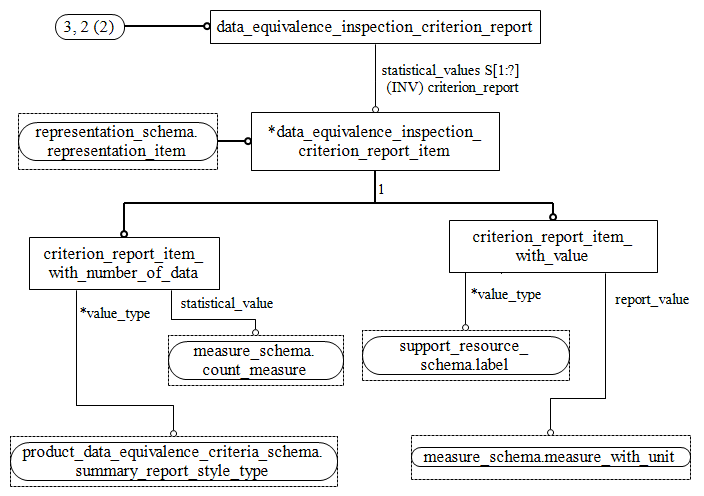 3, 2 (2)
data_equivalence_inspection_criterion_report
statistical_values S[1:?]
(INV) criterion_report
representation_schema.
representation_item
*data_equivalence_inspection_
criterion_report_item
1
criterion_report_item_
with_number_of_data
criterion_report_item_
with_value
*value_type
statistical_value
*value_type
report_value
measure_schema.
count_measure
support_resource_
schema.label
product_data_equivalence_criteria_schema.
summary_report_style_type
measure_schema.measure_with_unit